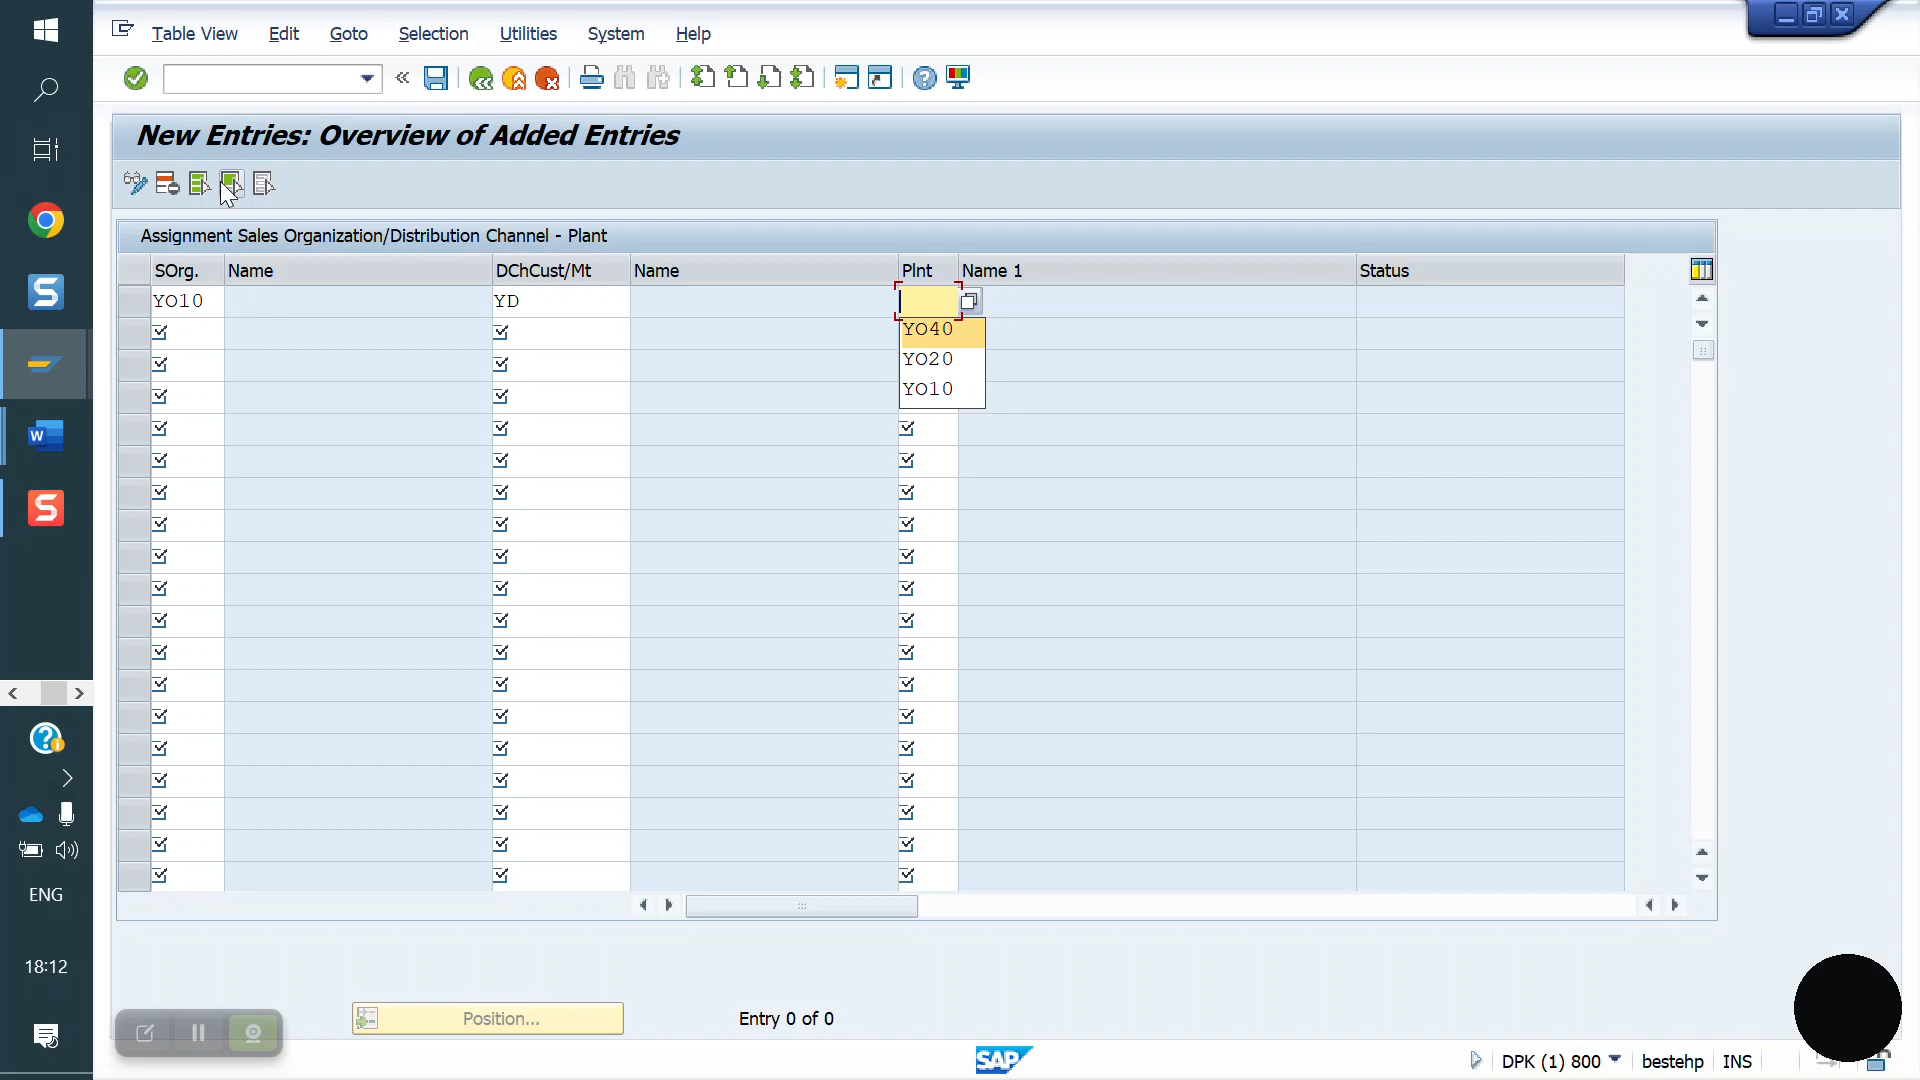 Table View Edit Goto Selection Utilities System Help
New Entries: Overview of Added Entries
Assignment Sales Organization/Distribution Channel - Plant
SOrg. Name DChCust/Mt Name Plnt Name 1 Status
YO10 YD
YO40
YO20
YO10
Position... Entry 0 of 0
ENG
18:12
SAP
DPK (1) 800 bestehp INS